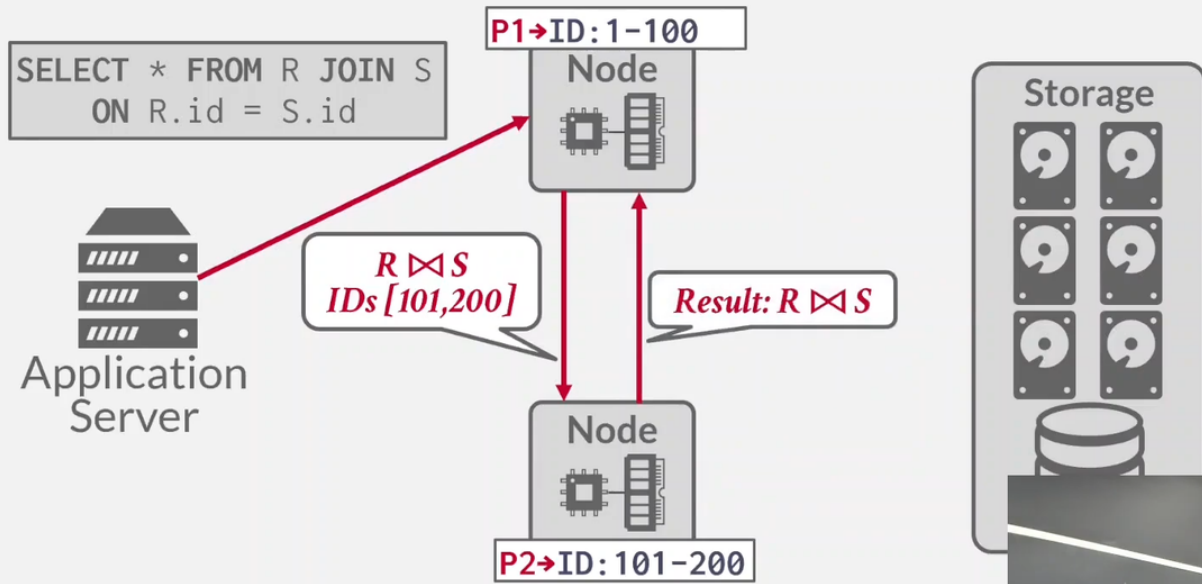 P1→ID:1-100
SELECT * FROM R JOIN S
ON R.id = S.id
Node
Storage
R ⋈ S
IDs [101,200]
Result: R ⋈ S
Application
Server
Node
P2→ID:101-200